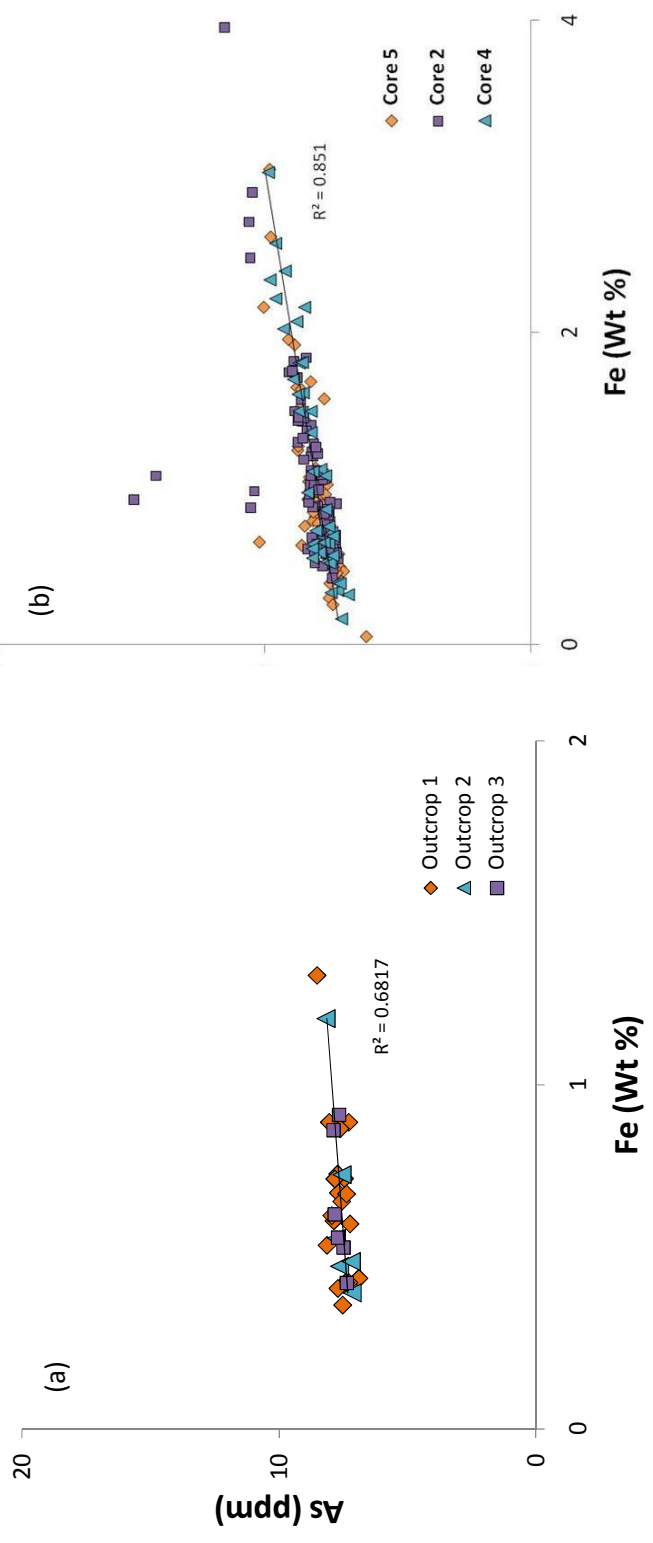 (a)
20
10
0
As (ppm)
0
1
2
Fe (Wt %)
R² = 0.6817
Outcrop 1
Outcrop 2
Outcrop 3
(b)
0
2
4
Fe (Wt %)
R² = 0.851
Core 5
Core 2
Core 4